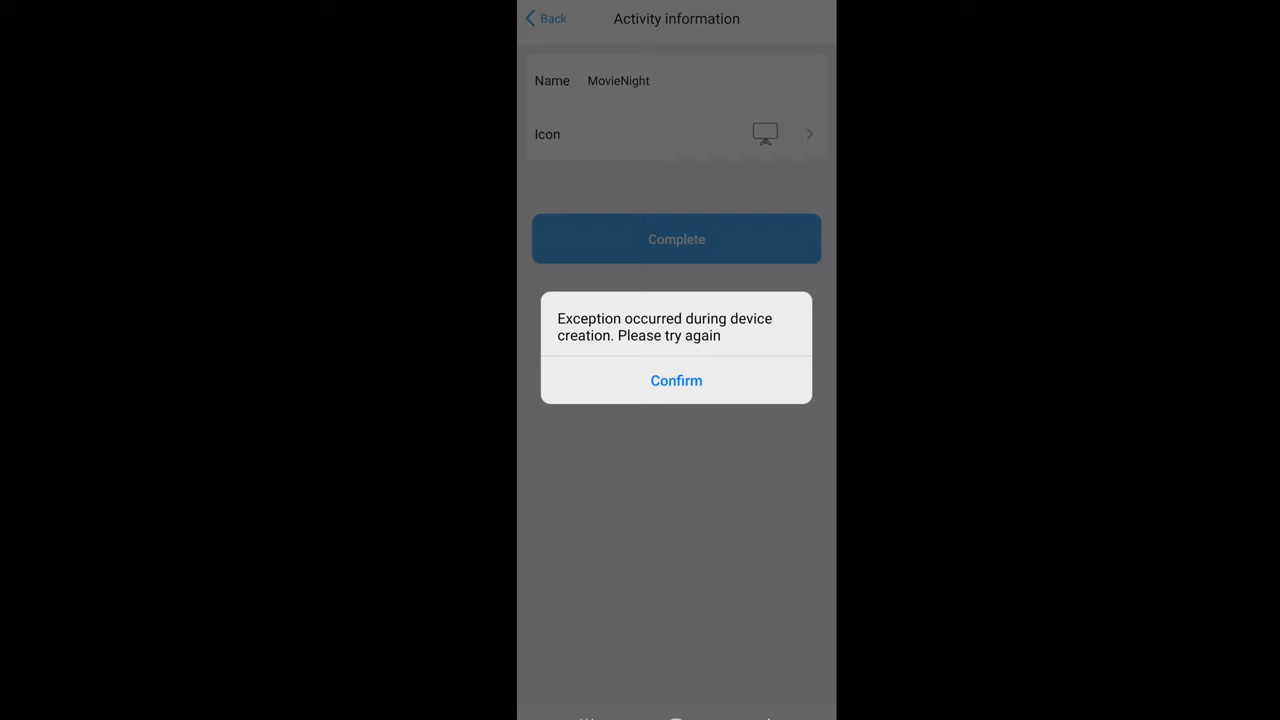 Back
Activity information
Name MovieNight
Icon
Complete
Exception occurred during device
creation. Please try again
Confirm